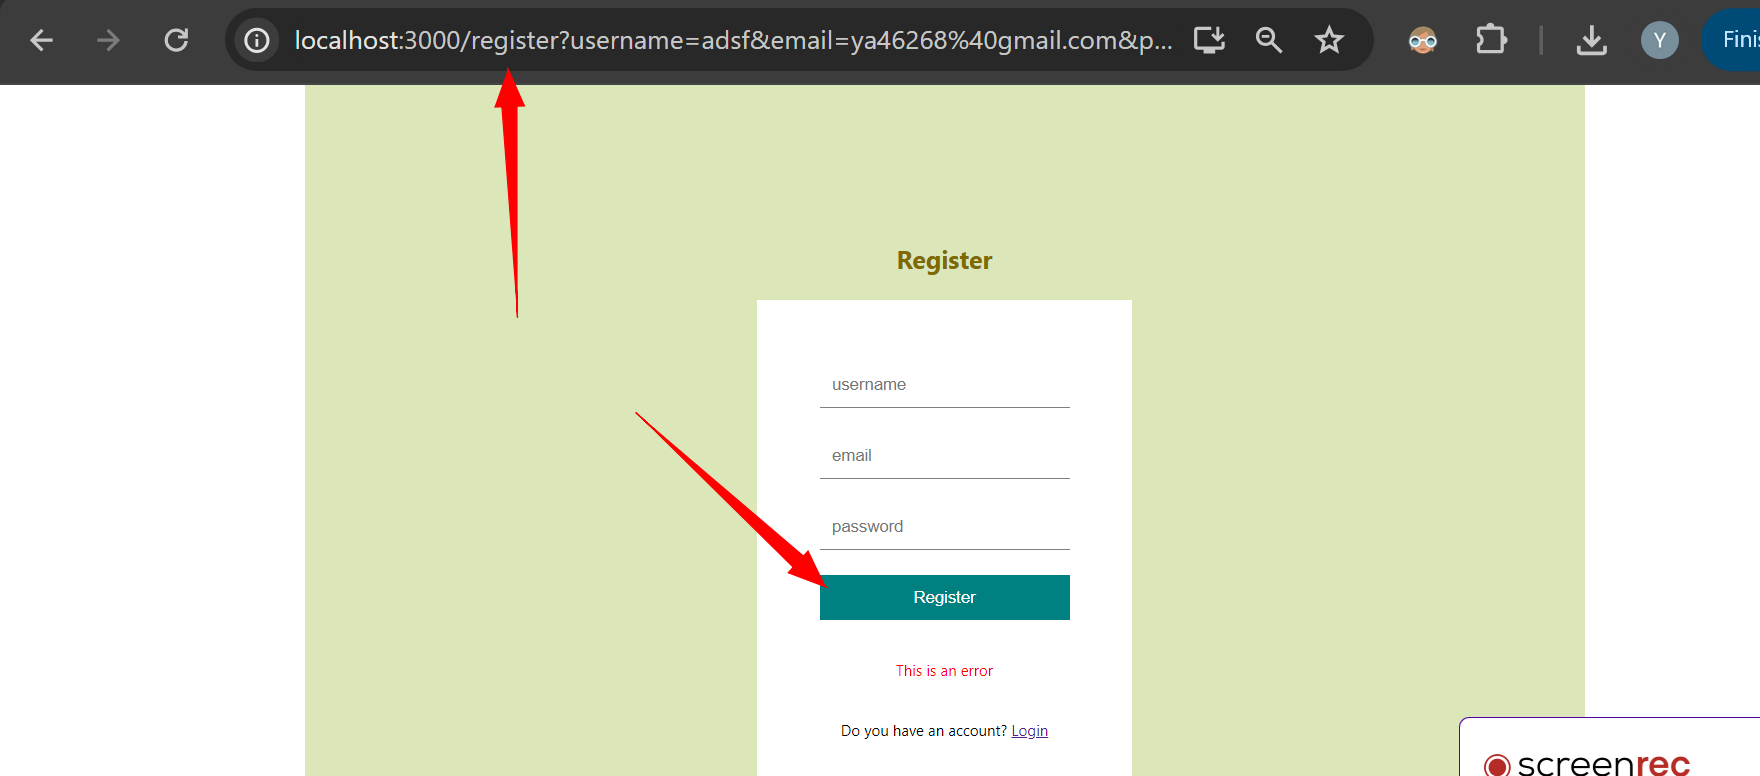 localhost:3000/register?username=adsf&email=ya46268%40gmail.com&p...
Y
Register
username
email
password
Register
This is an error
Do you have an account? Login
screenrec